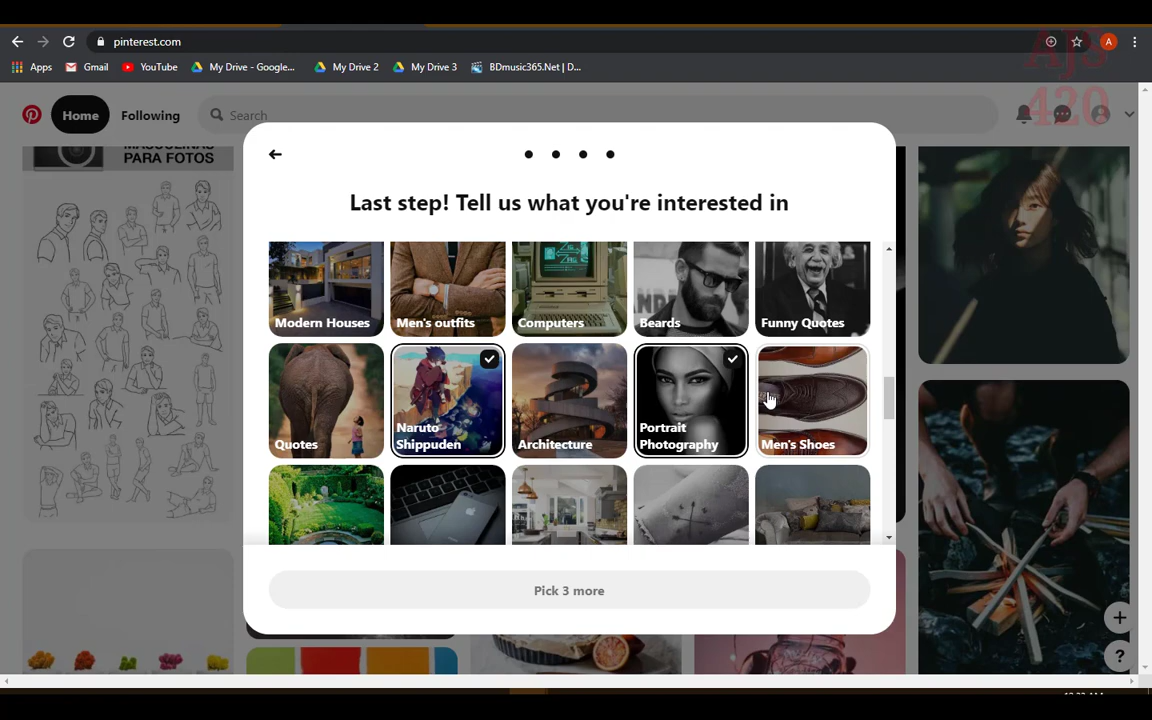 pinterest.com
A
Apps
Gmail
YouTube
My Drive - Google...
My Drive 2
My Drive 3
BDmusic365.Net | D...
AJS
420
Home
Following
Search
PARA FOTOS
Last step! Tell us what you're interested in
Modern Houses
Men's outfits
Computers
Beards
Funny Quotes
Quotes
Naruto
Shippuden
Architecture
Portrait
Photography
Men's Shoes
Pick 3 more
+
?